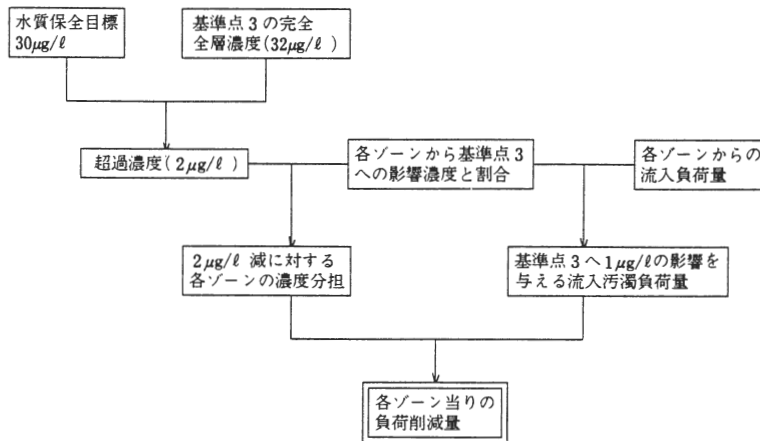 水質保全目標
30μg/ℓ
基準点3の完全
全層濃度(32μg/ℓ )
超過濃度(2μg/ℓ )
各ゾーンから基準点3
への影響濃度と割合
各ゾーンからの
流入負荷量
2μg/ℓ 減に対する
各ゾーンの濃度分担
基準点3へ1μg/ℓの影響を
与える流入汚濁負荷量
各ゾーン当りの
負荷削減量